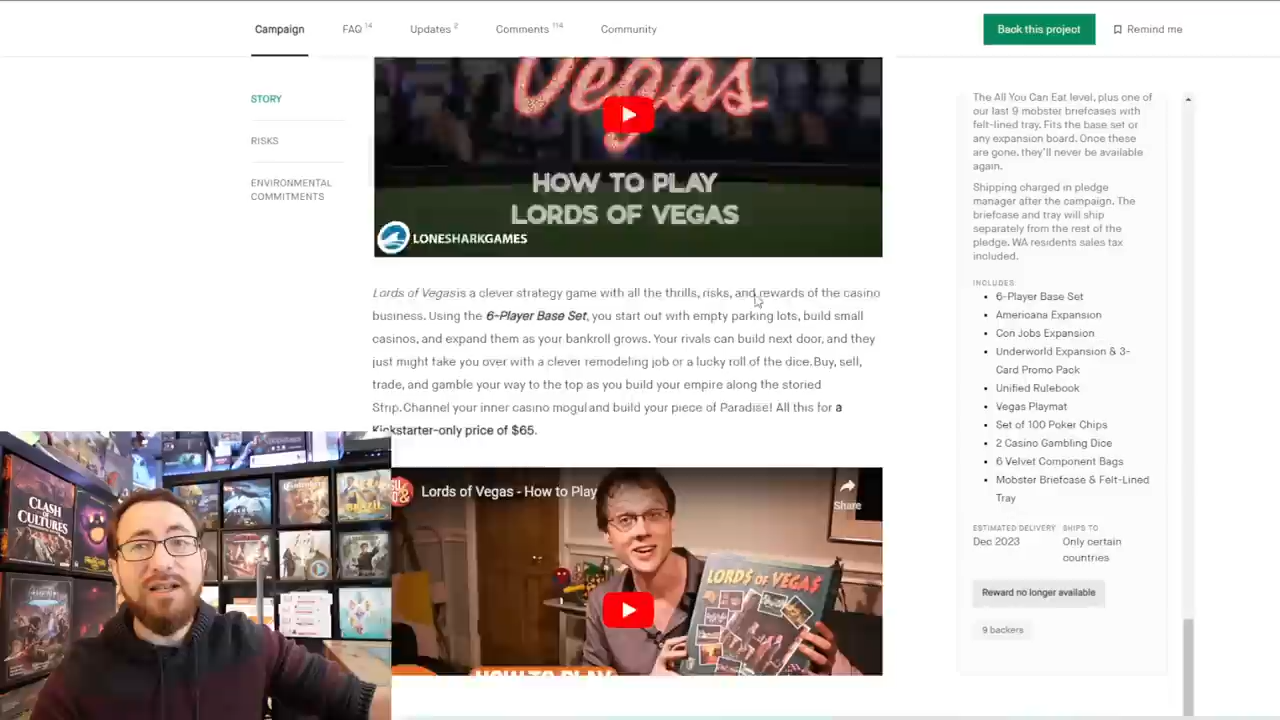 Campaign
FAQ 14
Updates 2
Comments 114
Community
Back this project
Remind me
STORY
RISKS
ENVIRONMENTAL
COMMITMENTS
Vegas
HOW TO PLAY
LORDS OF VEGAS
LONESHARKGAMES
Lords of Vegas is a clever strategy game with all the thrills, risks, and rewards of the casino
business. Using the 6-Player Base Set, you start out with empty parking lots, build small
casinos, and expand them as your bankroll grows. Your rivals can build next door, and they
just might take you over with a clever remodeling job or a lucky roll of the dice. Buy, sell,
trade, and gamble your way to the top as you build your empire along the storied
Strip. Channel your inner casino mogul and build your piece of Paradise! All this for a
Kickstarter-only price of $65.
Lords of Vegas - How to Play
Share
LORD$ OF VEGA$
HOW TO PLAY
CLASH
OF
CULTURES
The All You Can Eat level, plus one of
our last 9 mobster briefcases with
felt-lined tray. Fits the base set or
any expansion board. Once these
are gone, they'll never be available
again.
Shipping charged in pledge
manager after the campaign. The
briefcase and tray will ship
separately from the rest of the
pledge. WA residents sales tax
included.
INCLUDES:
6-Player Base Set
Americana Expansion
Con Jobs Expansion
Underworld Expansion & 3-
Card Promo Pack
Unified Rulebook
Vegas Playmat
Set of 100 Poker Chips
2 Casino Gambling Dice
6 Velvet Component Bags
Mobster Briefcase & Felt-Lined
Tray
ESTIMATED DELIVERY
Dec 2023
SHIPS TO
Only certain
countries
Reward no longer available
9 backers